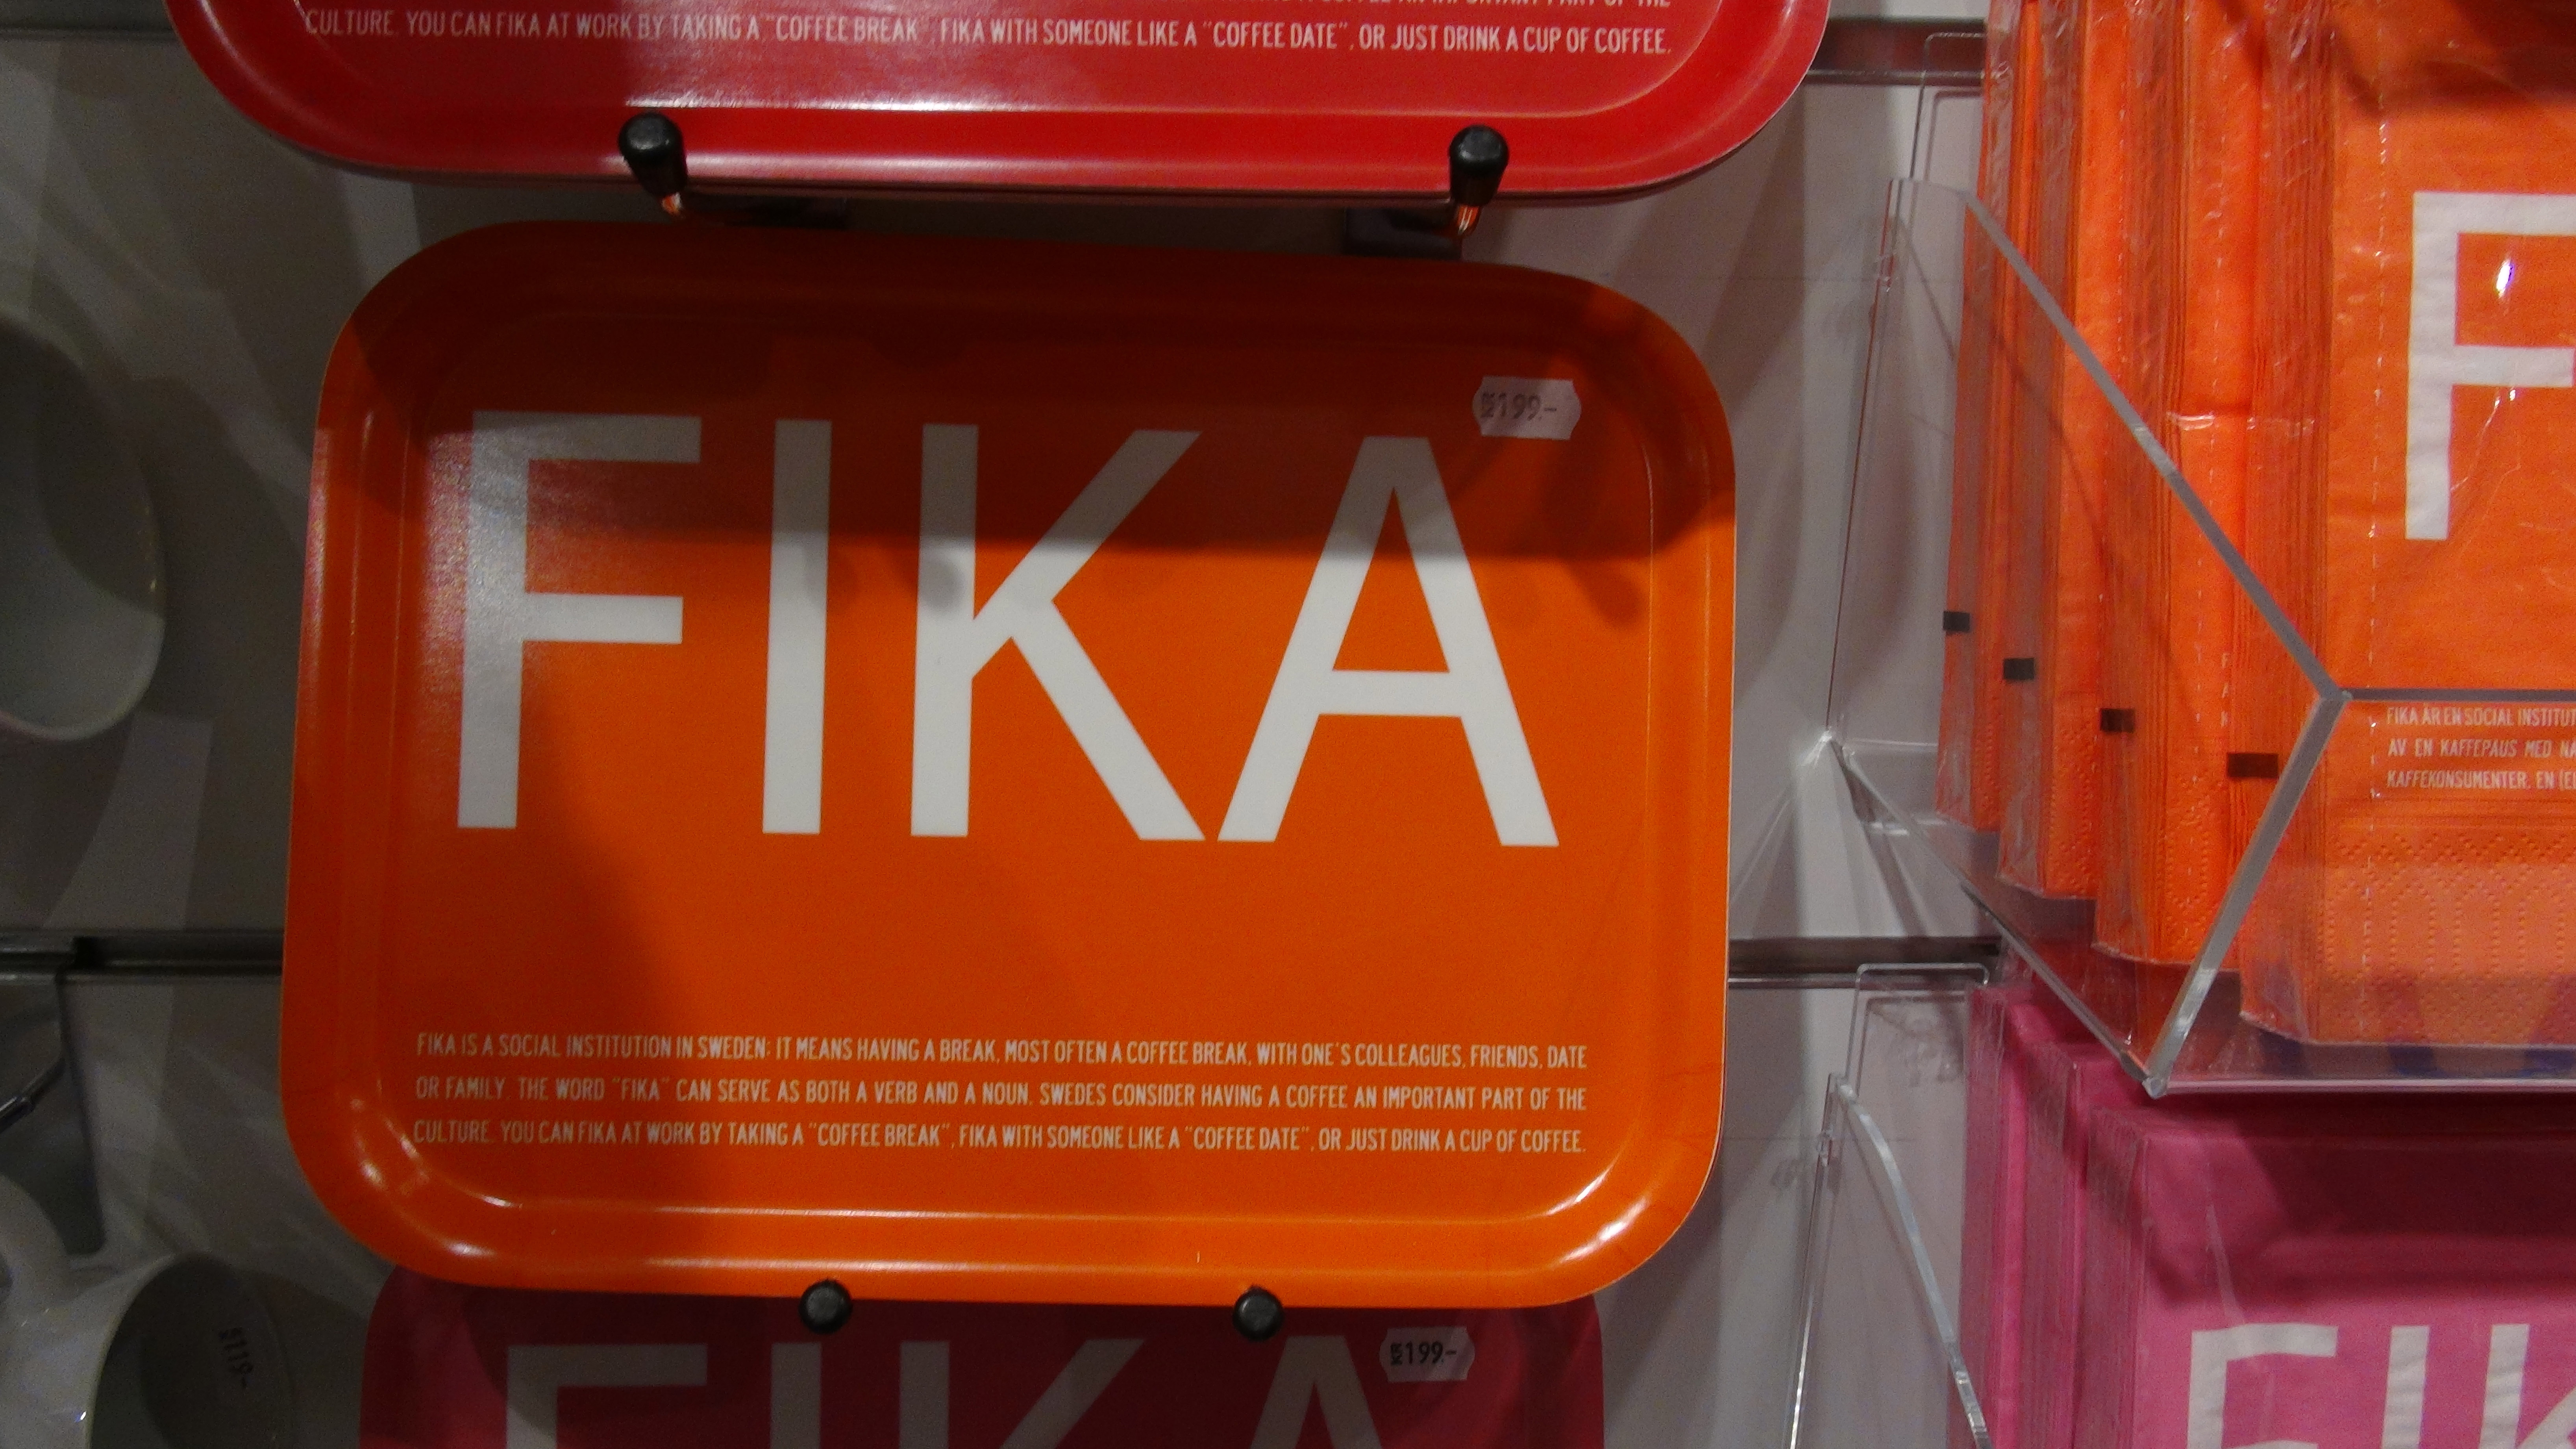 CULTURE. YOU CAN FIKA AT WORK BY TAKING A "COFFEE BREAK", FIKA WITH SOMEONE LIKE A "COFFEE DATE", OR JUST DRINK A CUP OF COFFEE.
KR199.-
FIKA
FIKA IS A SOCIAL INSTITUTION IN SWEDEN; IT MEANS HAVING A BREAK, MOST OFTEN A COFFEE BREAK, WITH ONE'S COLLEAGUES, FRIENDS, DATE
OR FAMILY. THE WORD "FIKA" CAN SERVE AS BOTH A VERB AND A NOUN. SWEDES CONSIDER HAVING A COFFEE AN IMPORTANT PART OF THE
CULTURE. YOU CAN FIKA AT WORK BY TAKING A "COFFEE BREAK", FIKA WITH SOMEONE LIKE A "COFFEE DATE", OR JUST DRINK A CUP OF COFFEE.
KR199.-
FIKA
119.-
F
FIKA ÄR EN SOCIAL
AV EN KAFFEPAUS MED
KAFFEKONSUMENTER. EN
FIK